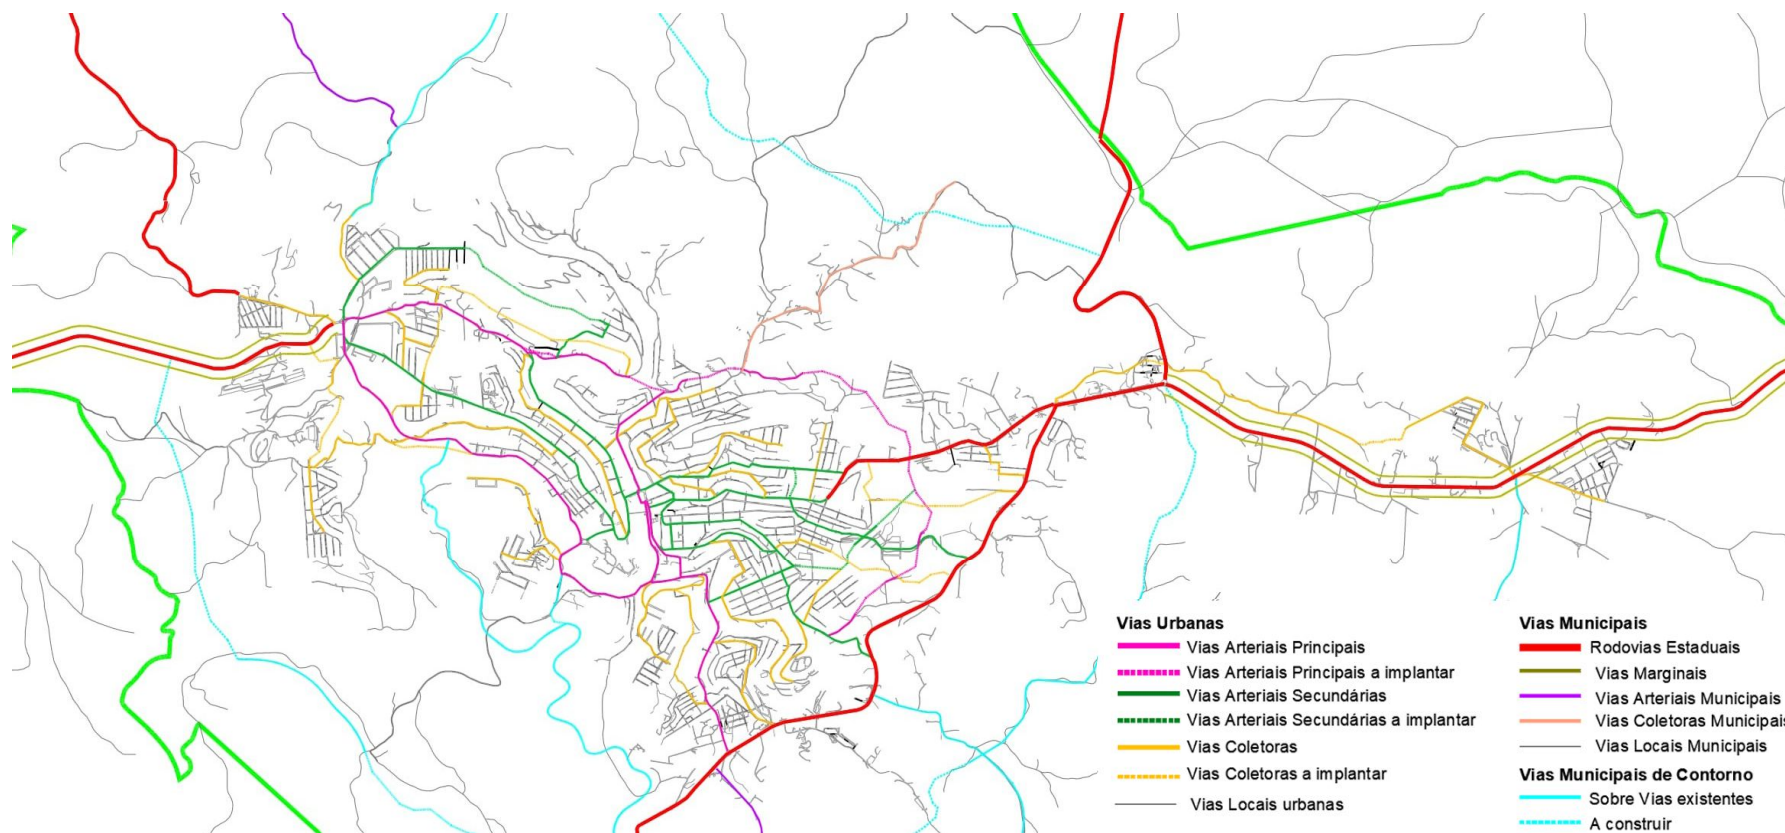 Vias Urbanas
Vias Arteriais Principais
Vias Arteriais Principais a implantar
Vias Arteriais Secundárias
Vias Arteriais Secundárias a implantar
Vias Coletoras
Vias Coletoras a implantar
Vias Locais urbanas
Vias Municipais
Rodovias Estaduais
Vias Marginais
Vias Arteriais Municipais
Vias Coletoras Municipais
Vias Locais Municipais
Vias Municipais de Contorno
Sobre Vias existentes
A construir